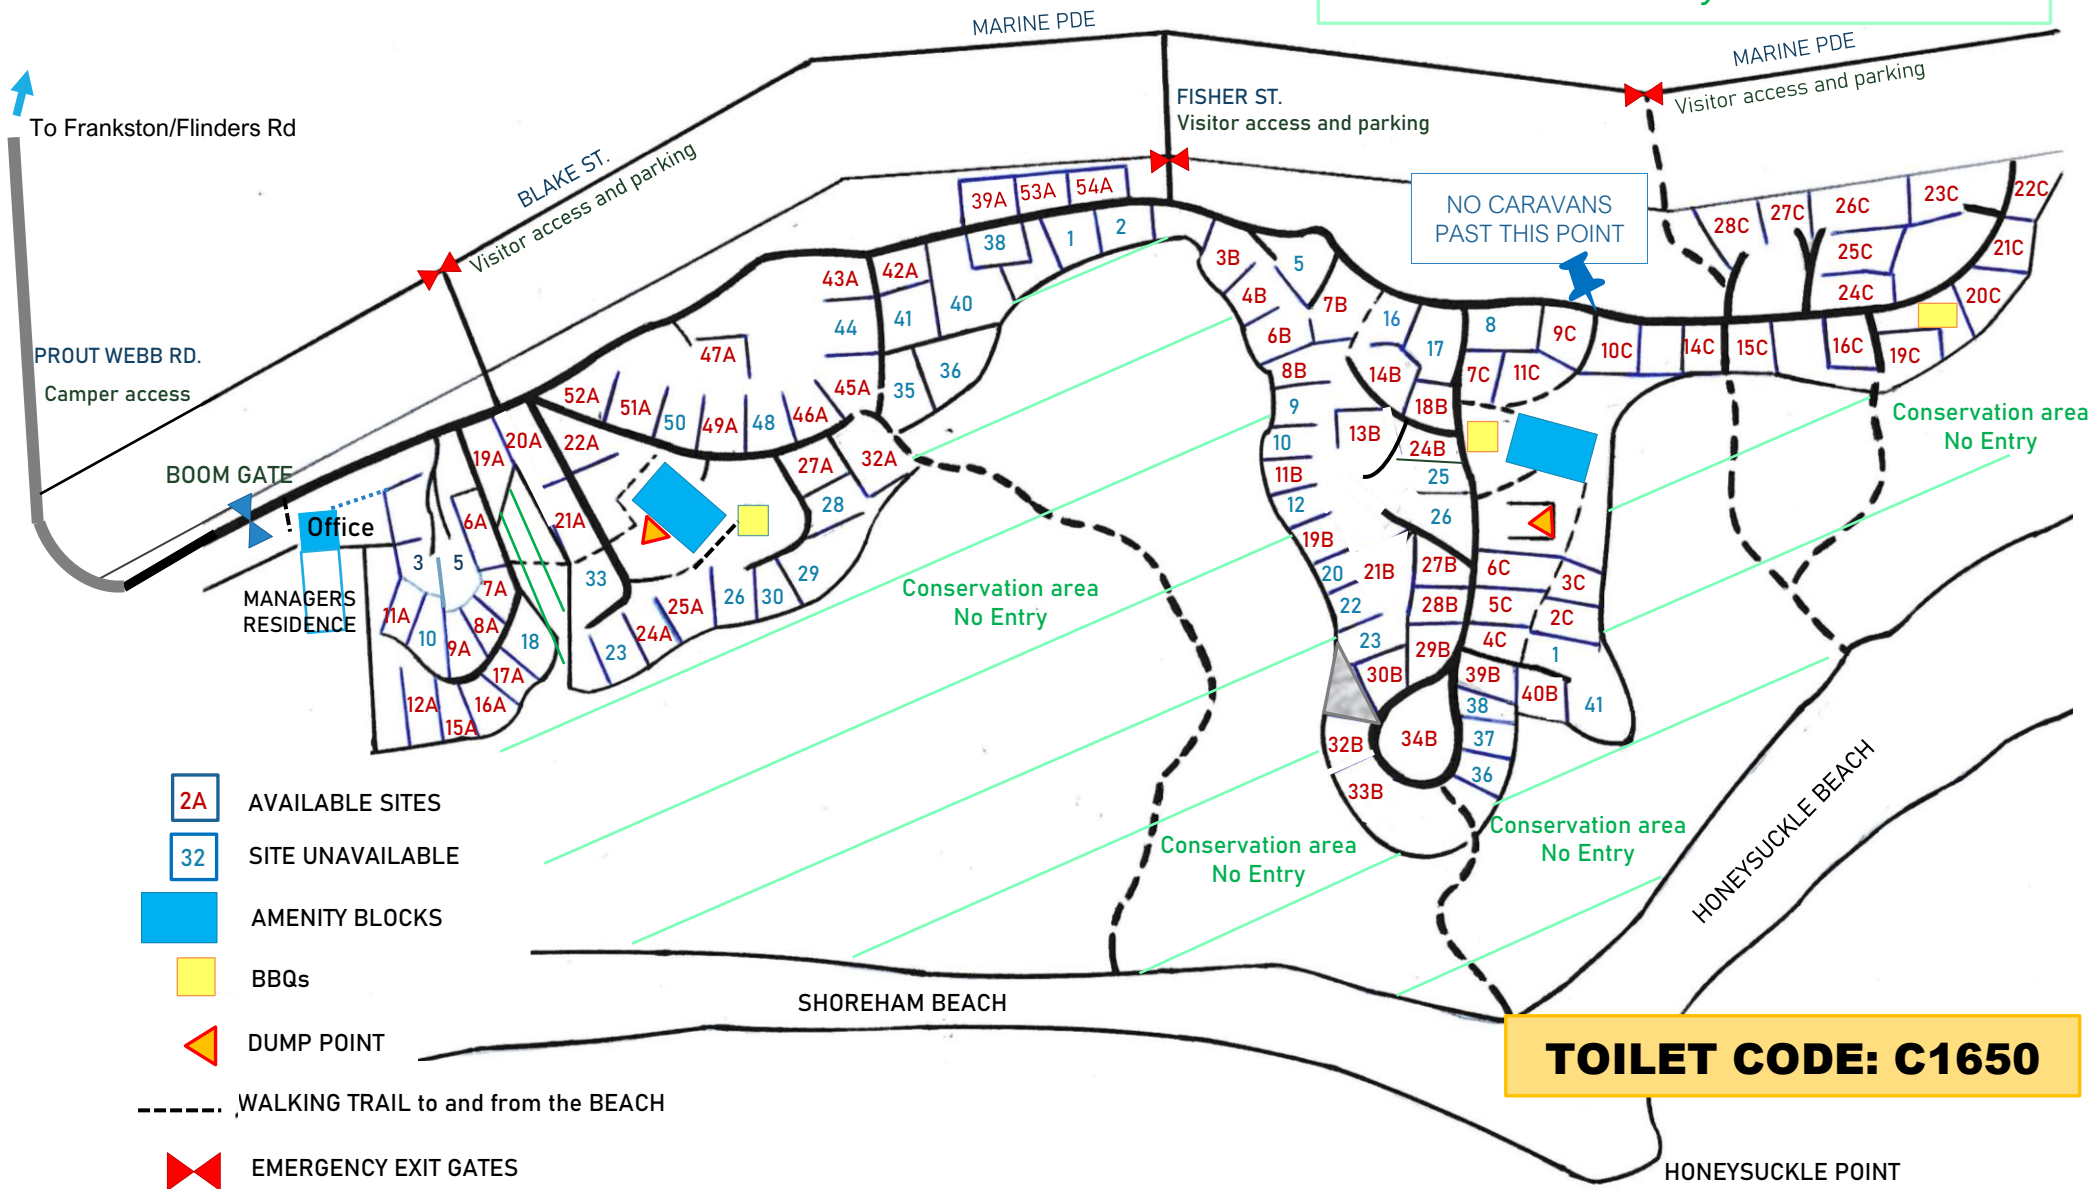 MARINE PDE
MARINE PDE
Visitor access and parking
To Frankston/Flinders Rd
FISHER ST.
Visitor access and parking
BLAKE ST.
Visitor access and parking
NO CARAVANS
PAST THIS POINT
PROUT WEBB RD.
Camper access
BOOM GATE
Office
MANAGERS
RESIDENCE
39A
53A
54A
38
1
2
43A
42A
44
41
40
47A
36
35
45A
52A
51A
50
49A
48
46A
20A
22A
19A
27A
32A
28
6A
21A
3
5
33
29
7A
26
30
11A
25A
8A
10
9A
18
24A
23
17A
12A
16A
15A
3B
5
4B
7B
6B
16
8
9C
17
8B
14B
7C
11C
9
18B
10
13B
24B
11B
25
12
26
19B
20
21B
27B
6C
3C
22
28B
5C
2C
23
29B
4C
1
30B
39B
40B
41
38
32B
34B
37
36
33B
10C
14C
15C
16C
19C
28C
27C
26C
23C
22C
25C
21C
24C
20C
Conservation area
No Entry
Conservation area
No Entry
Conservation area
No Entry
Conservation area
No Entry
2A
AVAILABLE SITES
32
SITE UNAVAILABLE
AMENITY BLOCKS
BBQs
DUMP POINT
WALKING TRAIL to and from the BEACH
EMERGENCY EXIT GATES
SHOREHAM BEACH
HONEYSUCKLE BEACH
TOILET CODE: C1650
HONEYSUCKLE POINT